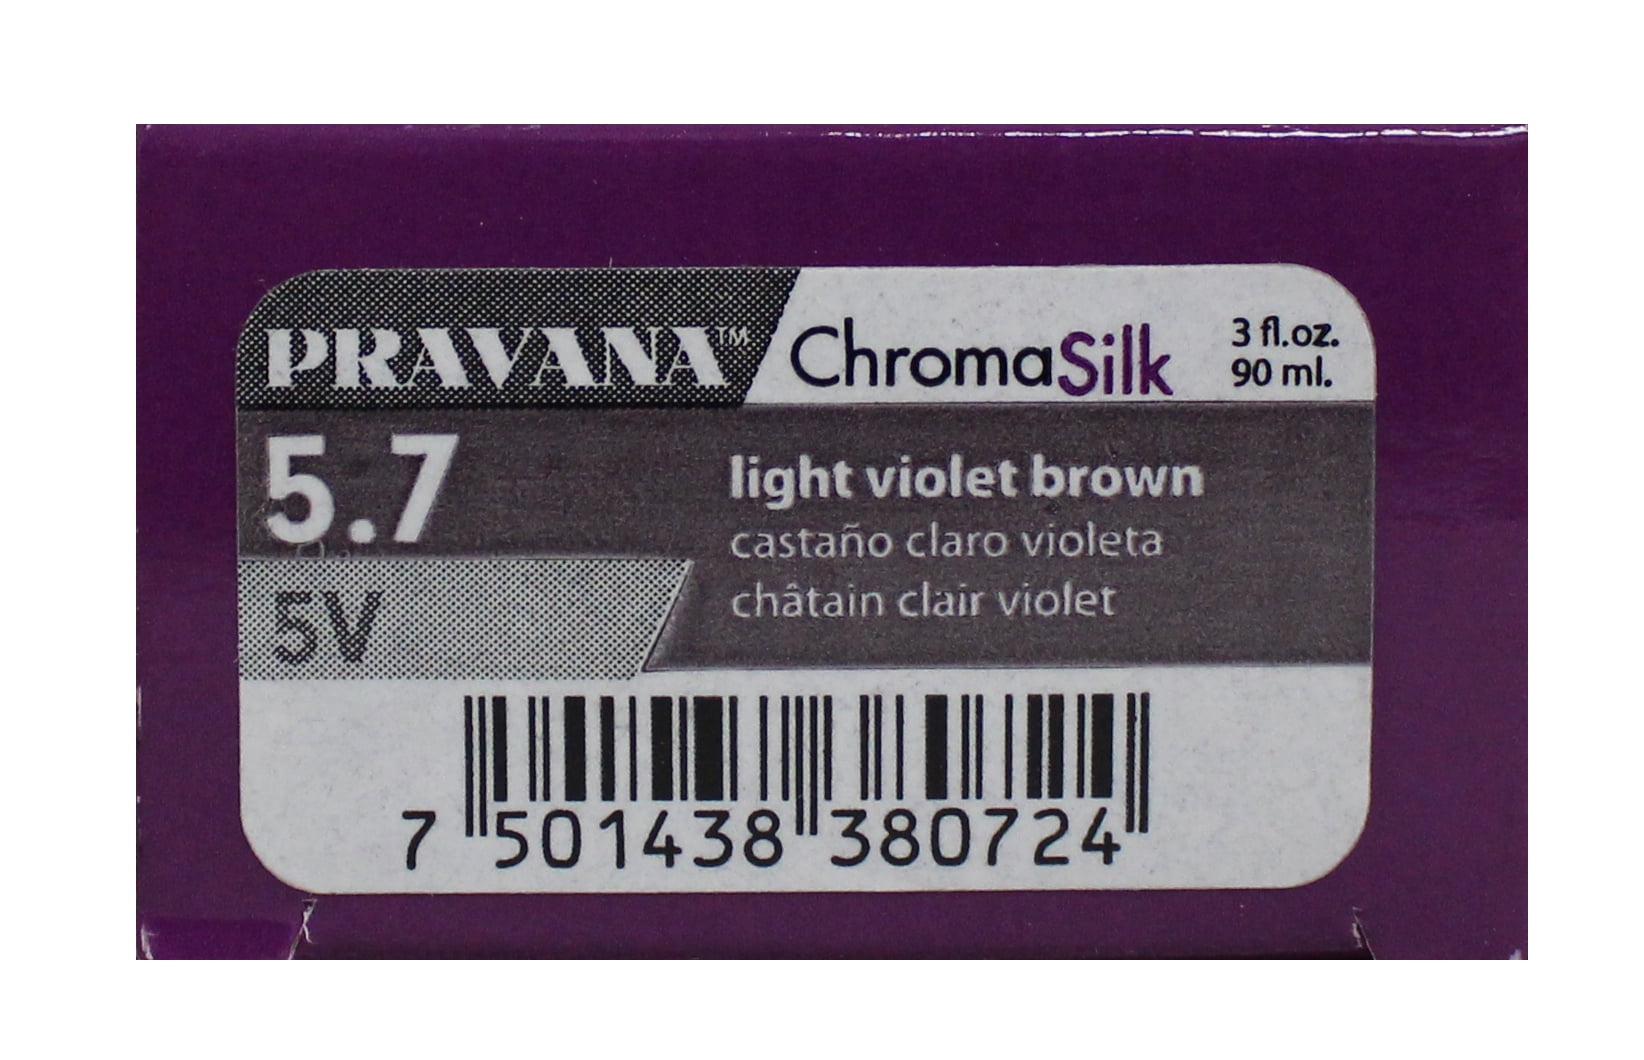 PRAVANA™ ChromaSilk 3 fl.oz.
90 ml.
5.7
light violet brown
castaño claro violeta
châtain clair violet
5V
7 501438 380724